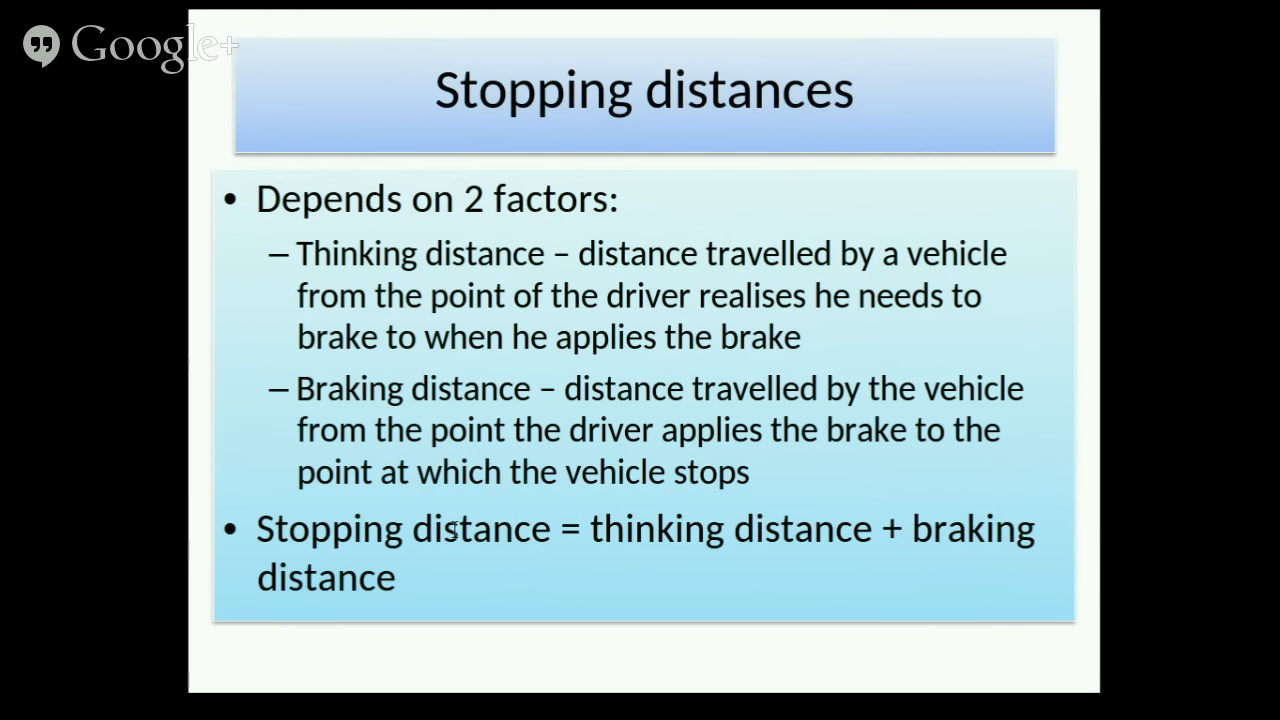 Google+
Stopping distances
• Depends on 2 factors:
– Thinking distance – distance travelled by a vehicle
from the point of the driver realises he needs to
brake to when he applies the brake
– Braking distance – distance travelled by the vehicle
from the point the driver applies the brake to the
point at which the vehicle stops
• Stopping distance = thinking distance + braking
distance